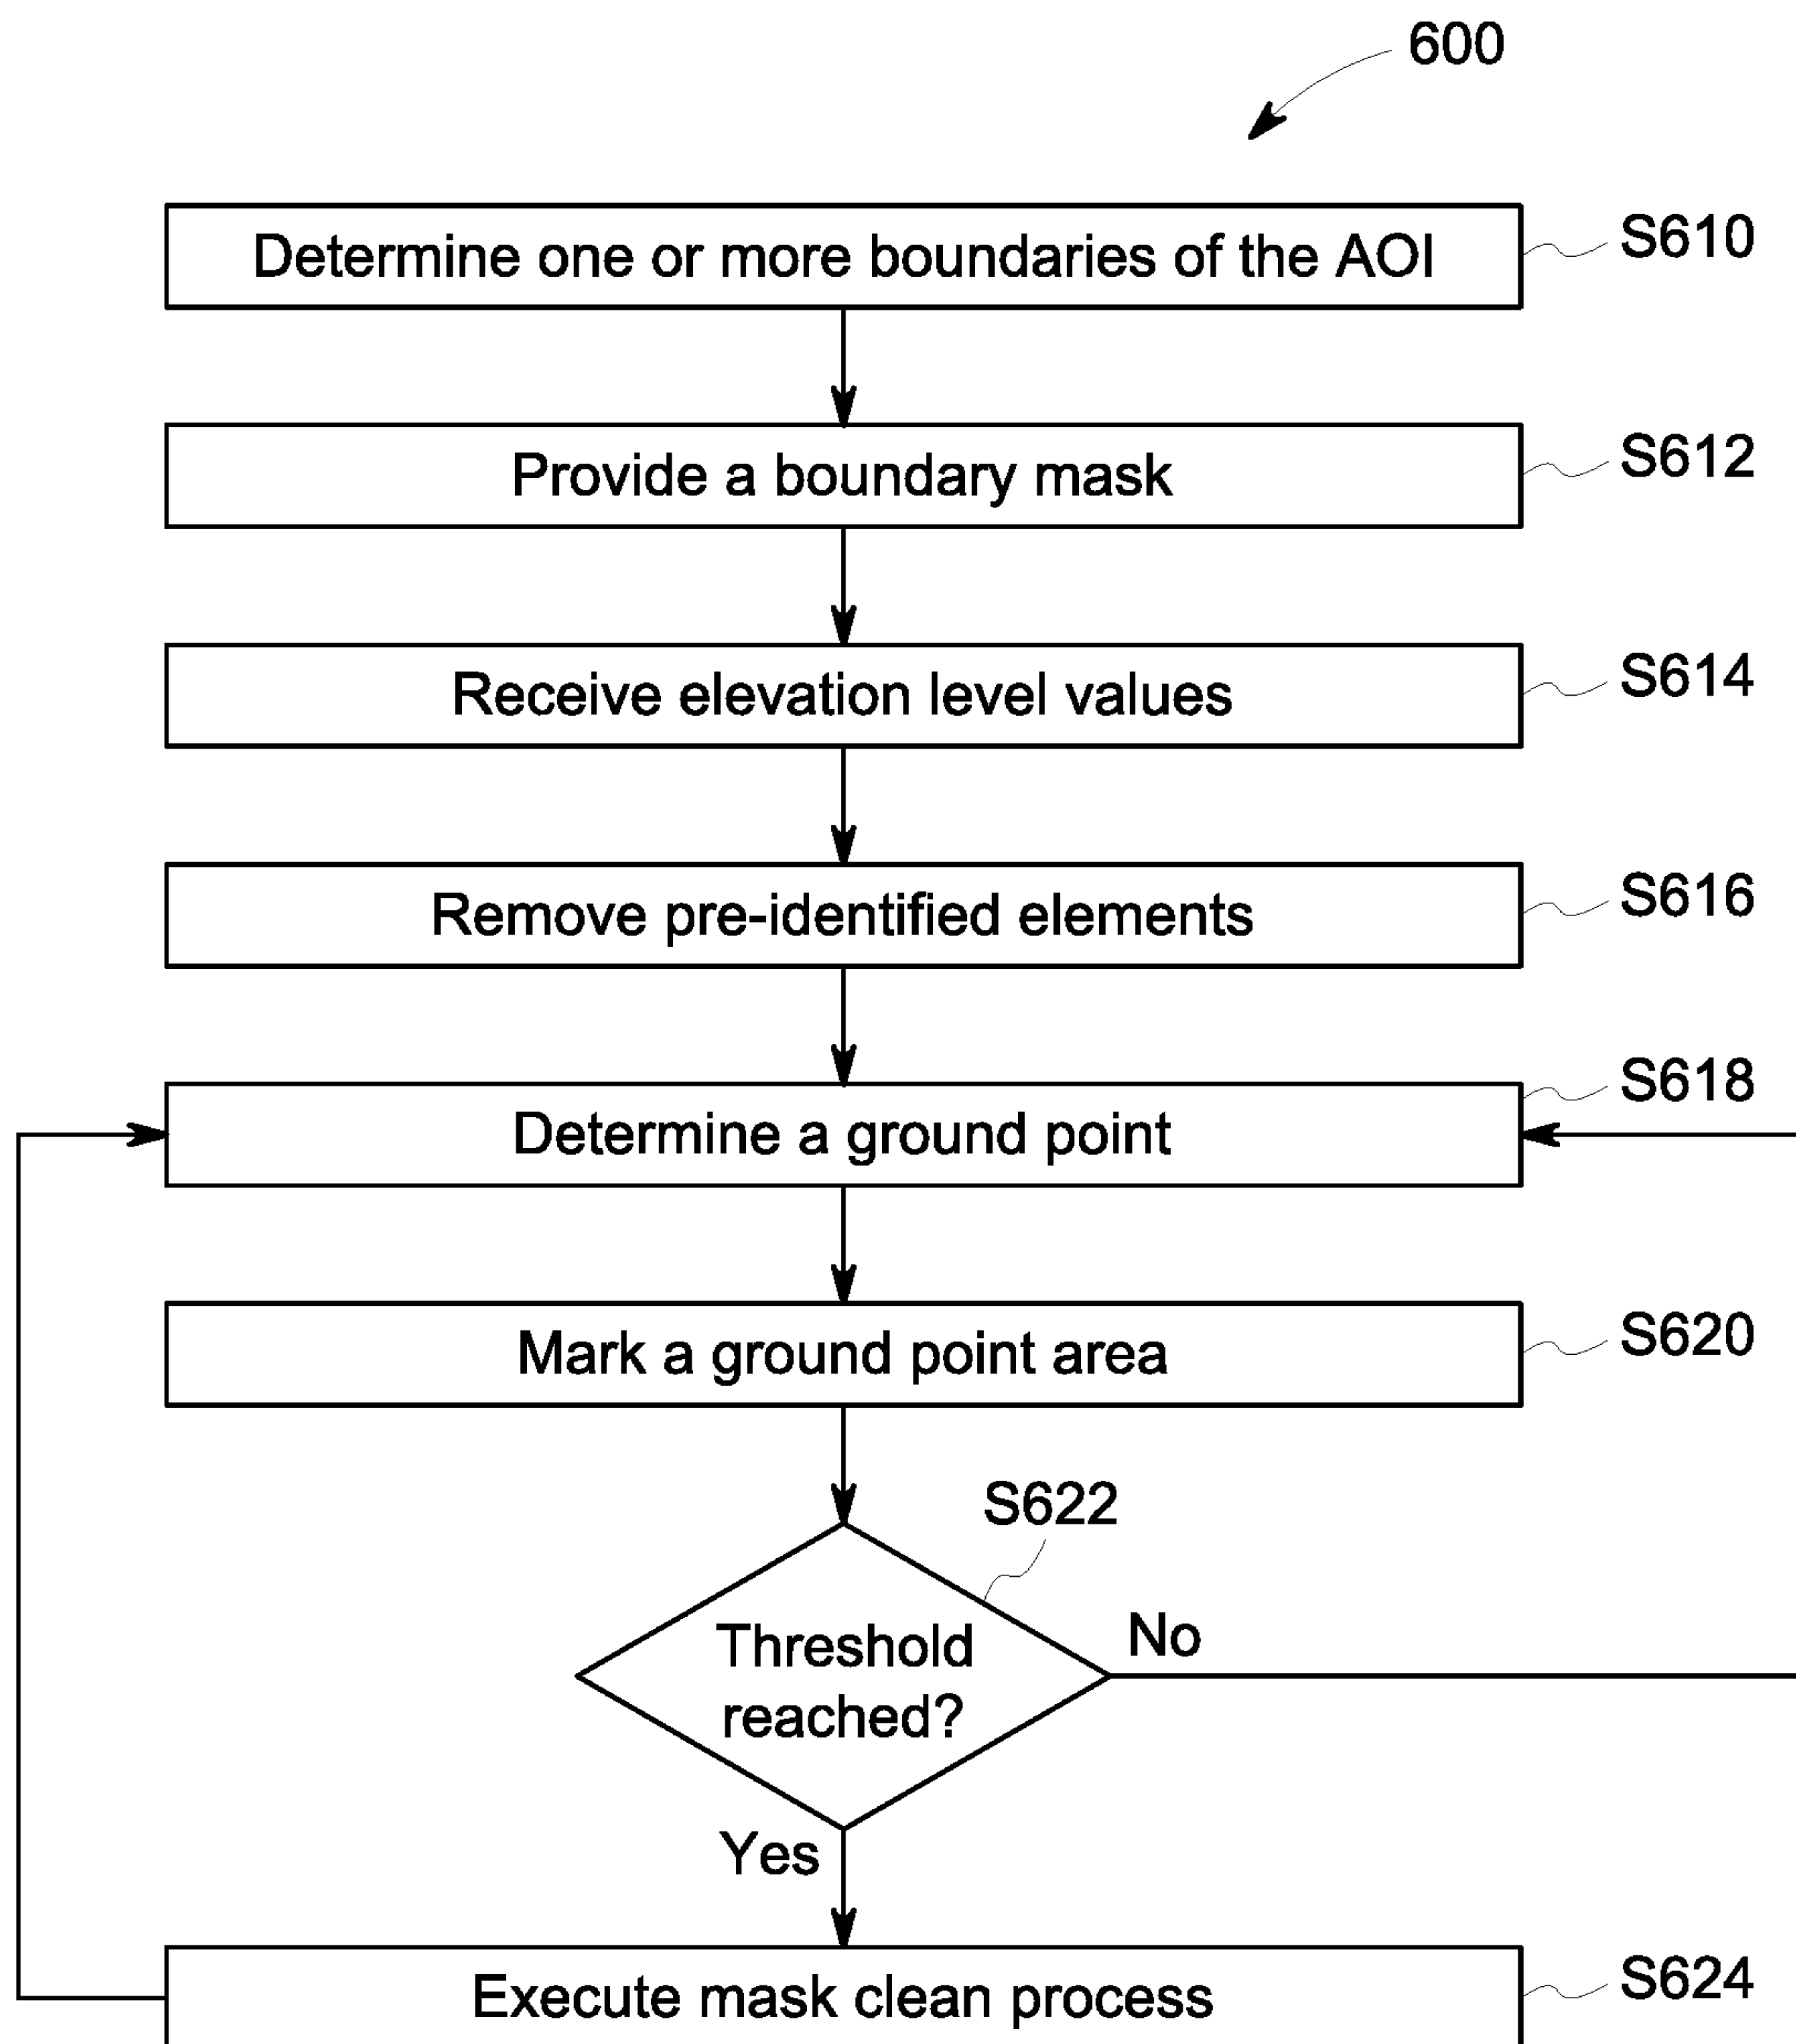 600
Determine one or more boundaries of the AOI
S610
Provide a boundary mask
S612
Receive elevation level values
S614
Remove pre-identified elements
S616
Determine a ground point
S618
Mark a ground point area
S620
S622
Threshold
reached?
No
Yes
Execute mask clean process
S624